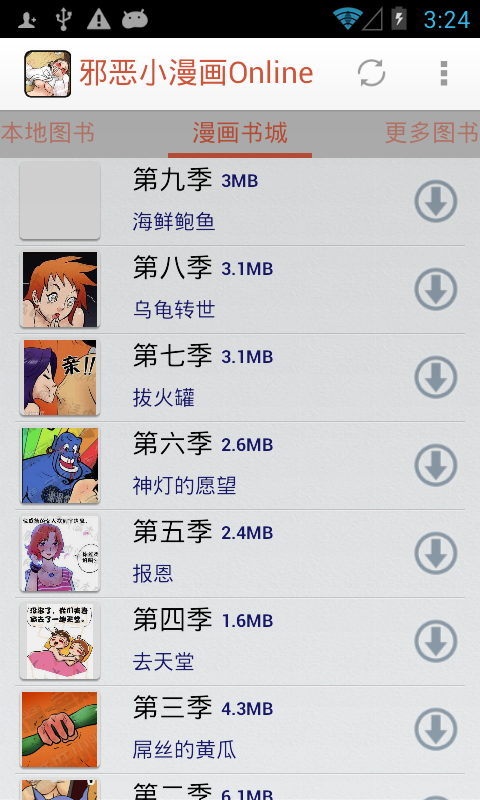 3:24
邪恶小漫画Online
本地图书
漫画书城
更多图书
第九季 3MB
海鲜鲍鱼
第八季 3.1MB
乌龟转世
第七季 3.1MB
拔火罐
亲!!
第六季 2.6MB
神灯的愿望
第五季 2.4MB
报恩
第四季 1.6MB
去天堂
第三季 4.3MB
屌丝的黄瓜
第二季 6.1MB